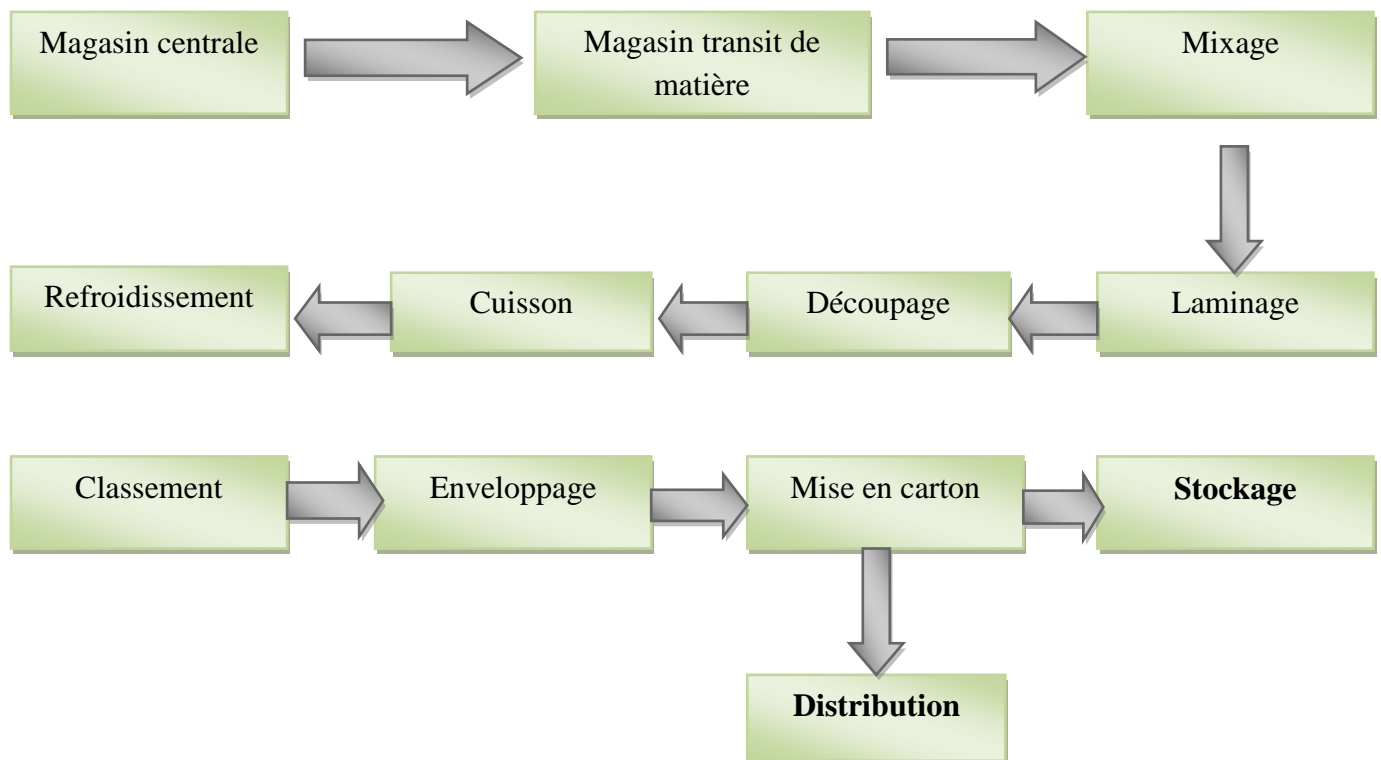 Magasin centrale
Magasin transit de
matière
Mixage
Refroidissement
Cuisson
Découpage
Laminage
Classement
Enveloppage
Mise en carton
Stockage
Distribution